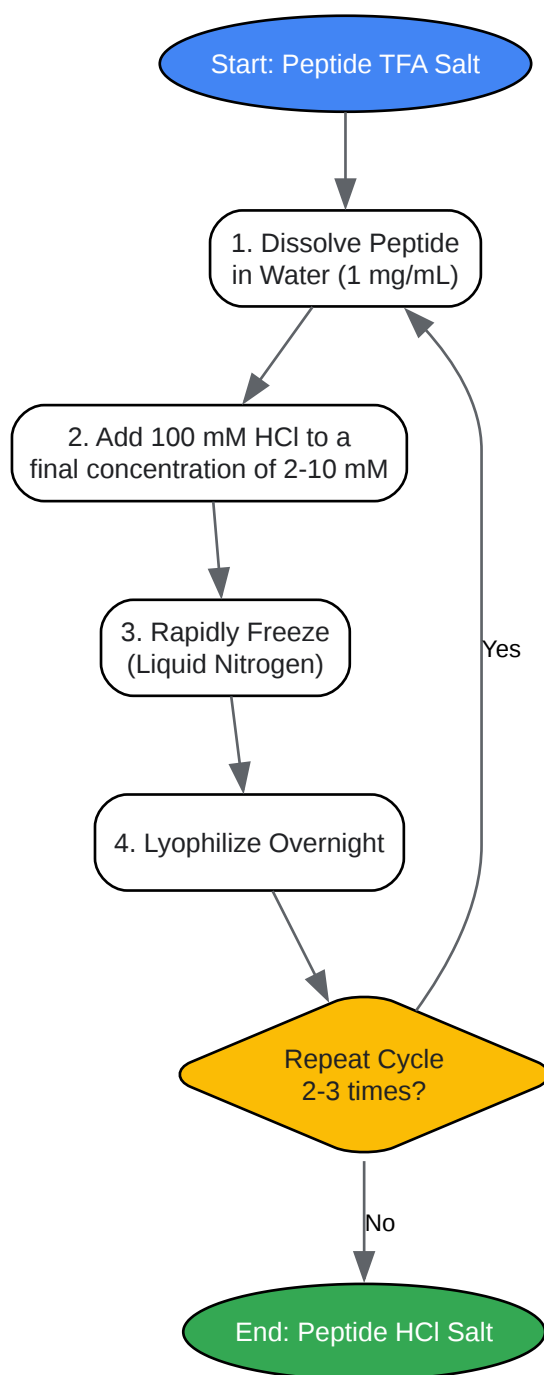 Start: Peptide TFA Salt
1. Dissolve Peptide
in Water (1 mg/mL)
2. Add 100 mM HCl to a
final concentration of 2-10 mM
3. Rapidly Freeze
(Liquid Nitrogen)
Yes
4. Lyophilize Overnight
Repeat Cycle
2-3 times?
No
End: Peptide HCl Salt